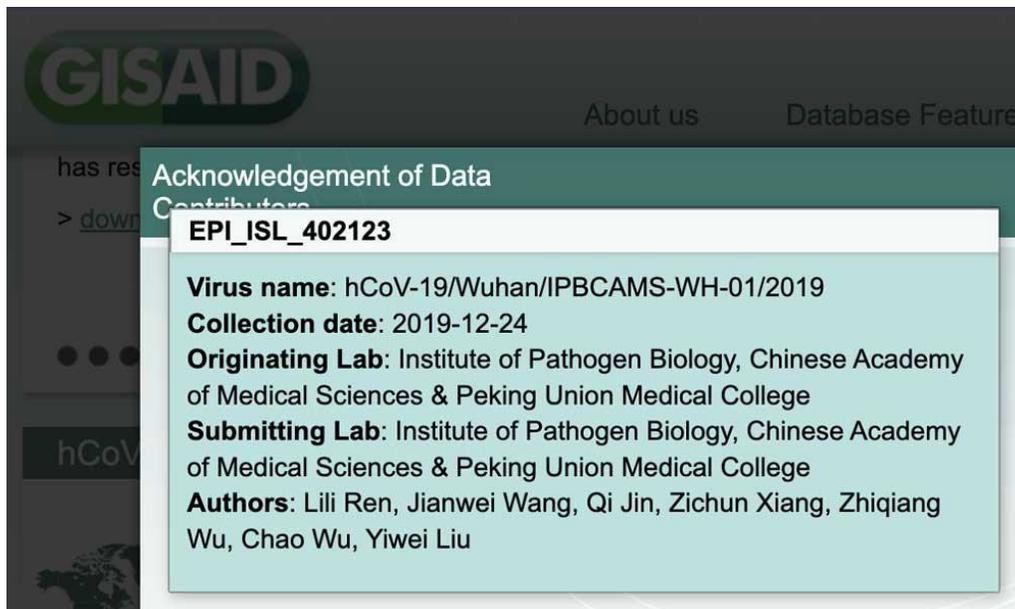 GISAID
About us Database Feature
has res
> down
Acknowledgement of Data
Contributors
EPI_ISL_402123
Virus name: hCoV-19/Wuhan/IPBCAMS-WH-01/2019
Collection date: 2019-12-24
Originating Lab: Institute of Pathogen Biology, Chinese Academy
of Medical Sciences & Peking Union Medical College
Submitting Lab: Institute of Pathogen Biology, Chinese Academy
of Medical Sciences & Peking Union Medical College
hCoV
Authors: Lili Ren, Jianwei Wang, Qi Jin, Zichun Xiang, Zhiqiang
Wu, Chao Wu, Yiwei Liu